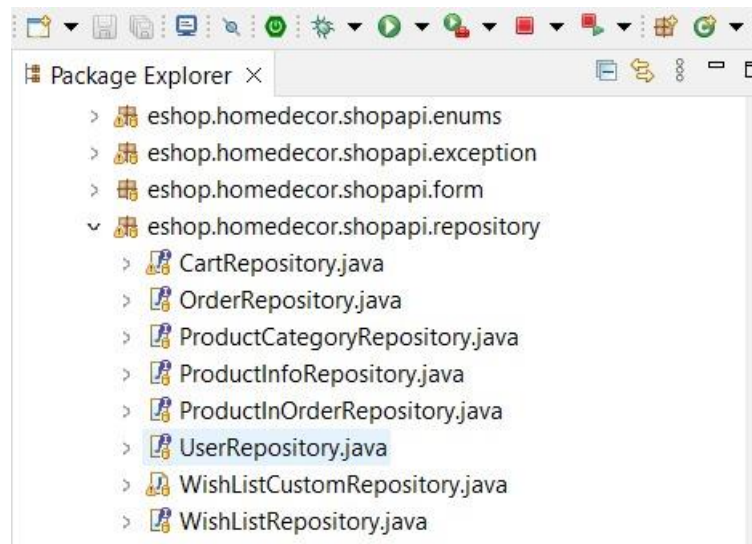 Package Explorer
eshop.homedecor.shopapi.enums
eshop.homedecor.shopapi.exception
eshop.homedecor.shopapi.form
eshop.homedecor.shopapi.repository
CartRepository.java
OrderRepository.java
ProductCategoryRepository.java
ProductInfoRepository.java
ProductInOrderRepository.java
UserRepository.java
WishListCustomRepository.java
WishListRepository.java